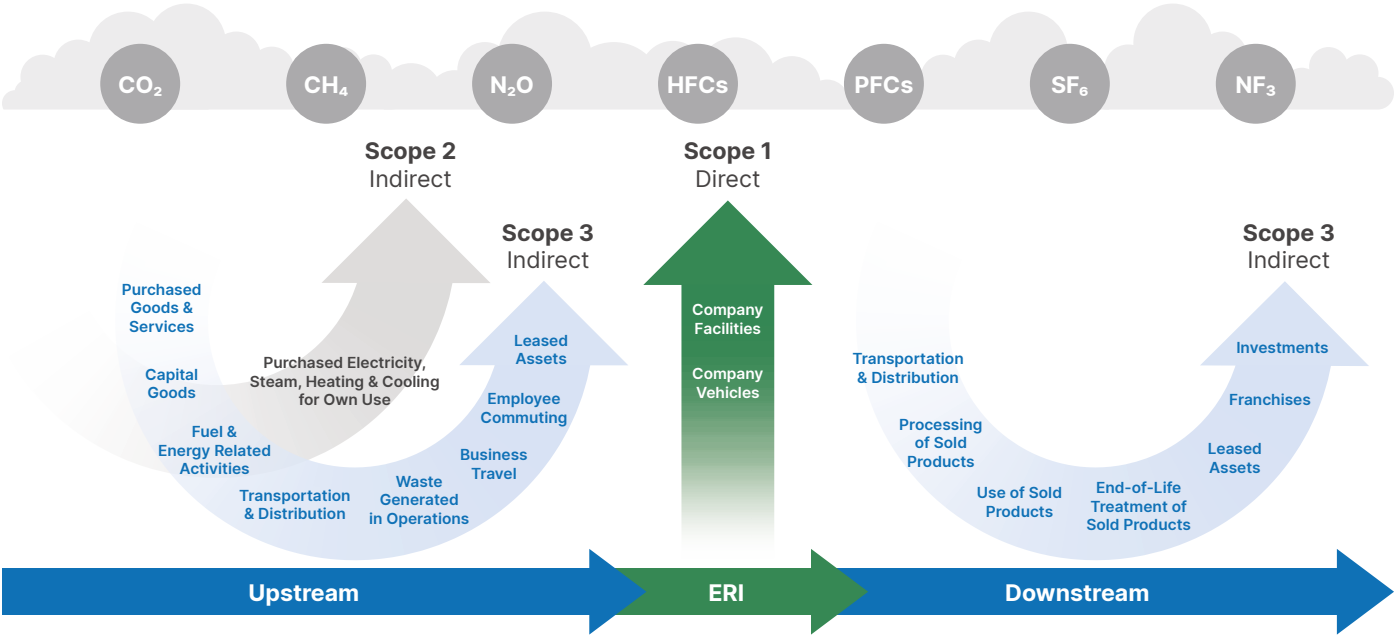 CO₂
CH₄
N₂O
HFCs
PFCs
SF₆
NF₃
Scope 2
Indirect
Scope 1
Direct
Scope 3
Indirect
Scope 3
Indirect
Purchased
Goods &
Services
Capital
Goods
Fuel &
Energy Related
Activities
Transportation
& Distribution
Waste
Generated
in Operations
Business
Travel
Employee
Commuting
Leased
Assets
Purchased Electricity,
Steam, Heating & Cooling
for Own Use
Company
Facilities
Company
Vehicles
Transportation
& Distribution
Processing
of Sold
Products
Use of Sold
Products
End-of-Life
Treatment of
Sold Products
Leased
Assets
Franchises
Investments
Upstream
ERI
Downstream